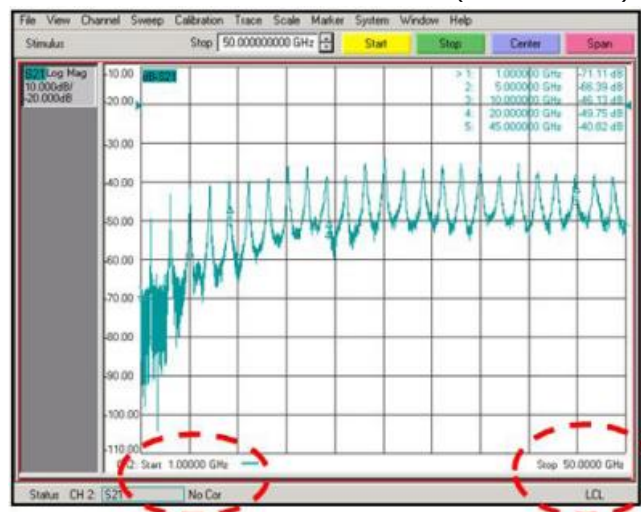 File View Channel Sweep Calibration Trace Scale Marker System Window Help
Stimulus Stop 50.000000000 GHz Start Stop Center Span
S21 Log Mag
10.000dB/
-20.000dB
-10.00 dB-S21
-20.00
-30.00
-40.00
-50.00
-60.00
-70.00
-80.00
-90.00
-100.00
-110.00
> 1: 1.000000 GHz -71.11 dB
2: 5.000000 GHz -66.39 dB
3: 10.000000 GHz -46.13 dB
4: 20.000000 GHz -49.75 dB
5: 45.000000 GHz -40.82 dB
CH2: Start 1.00000 GHz Stop 50.0000 GHz
Status CH 2: S21 No Cor LCL